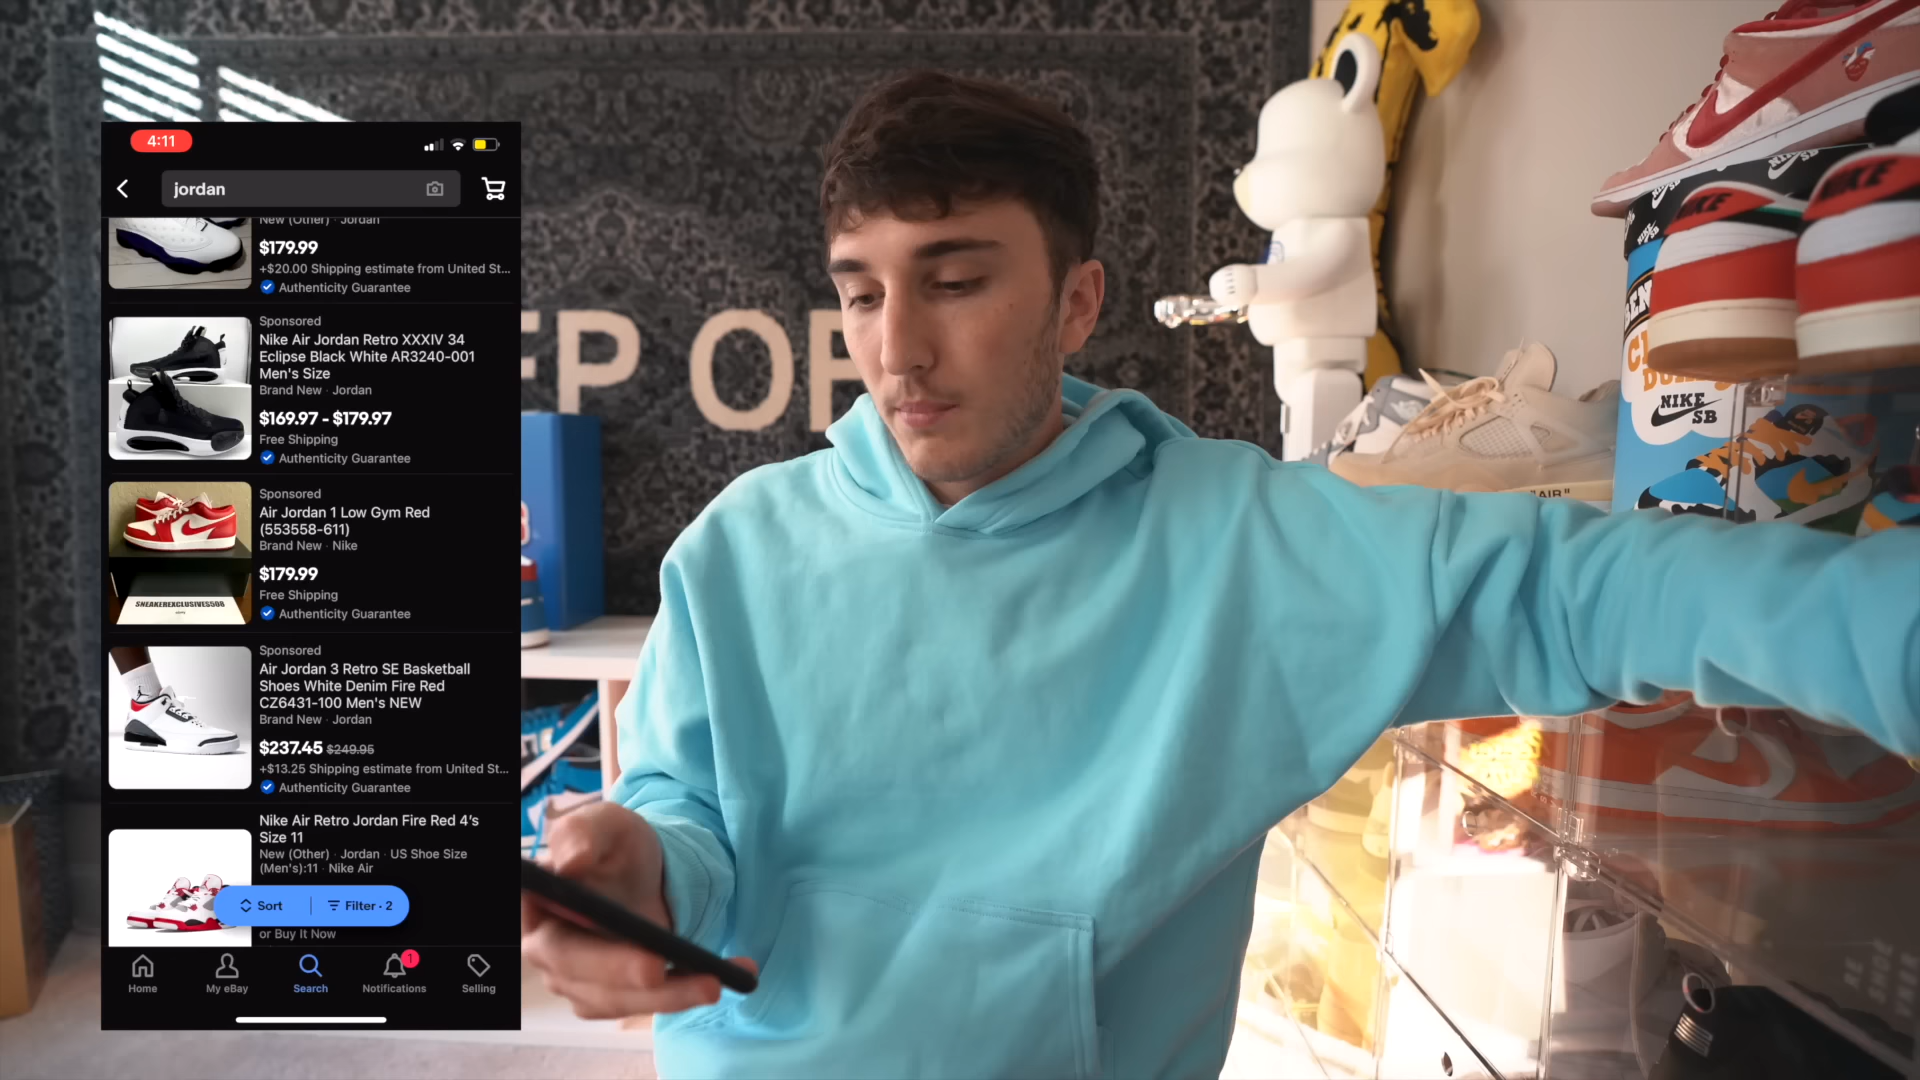 4:11
jordan
New (Other) · Jordan
$179.99
+$20.00 Shipping estimate from United St...
Authenticity Guarantee
Sponsored
Nike Air Jordan Retro XXXIV 34
Eclipse Black White AR3240-001
Men's Size
Brand New · Jordan
$169.97 - $179.97
Free Shipping
Authenticity Guarantee
Sponsored
Air Jordan 1 Low Gym Red
(553558-611)
Brand New · Nike
$179.99
Free Shipping
Authenticity Guarantee
SNEAKEREXCLUSIVES508
Sponsored
Air Jordan 3 Retro SE Basketball
Shoes White Denim Fire Red
CZ6431-100 Men's NEW
Brand New · Jordan
$237.45 $249.95
+$13.25 Shipping estimate from United St...
Authenticity Guarantee
Nike Air Retro Jordan Fire Red 4's
Size 11
New (Other) · Jordan · US Shoe Size
(Men's):11 · Nike Air
Sort
Filter · 2
or Buy It Now
1
Home
My eBay
Search
Notifications
Selling
EP OF
NIKE
NIKE
NIKE
SB
"AIR"